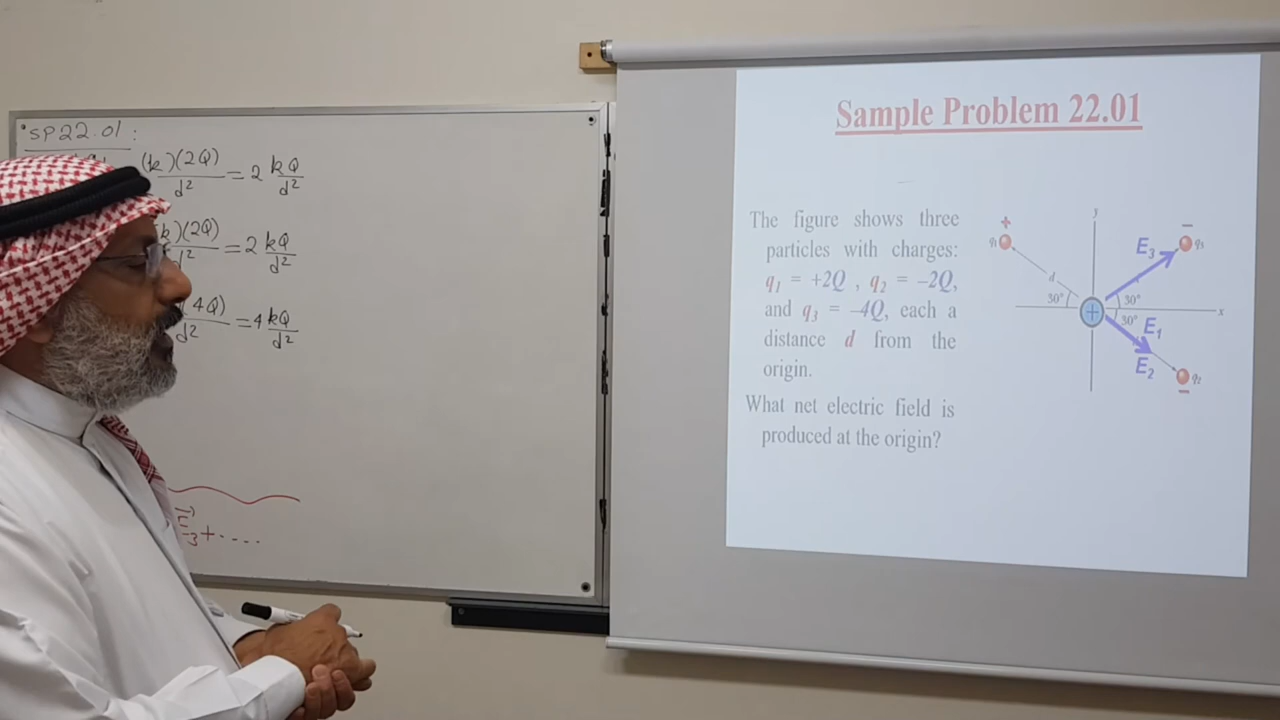 SP22.01:
(k)(2Q)/d² = 2 kQ/d²
k)(2Q)/d² = 2 kQ/d²
4Q)/d² = 4 kQ/d²
E₃ + ....
Sample Problem 22.01
The figure shows three
particles with charges:
q₁ = +2Q , q₂ = –2Q,
and q₃ = –4Q, each a
distance d from the
origin.
What net electric field is
produced at the origin?
y
+
–
q₁
E₃
q₃
d
30°
30°
x
+
30°
E₁
E₂
q₂
–